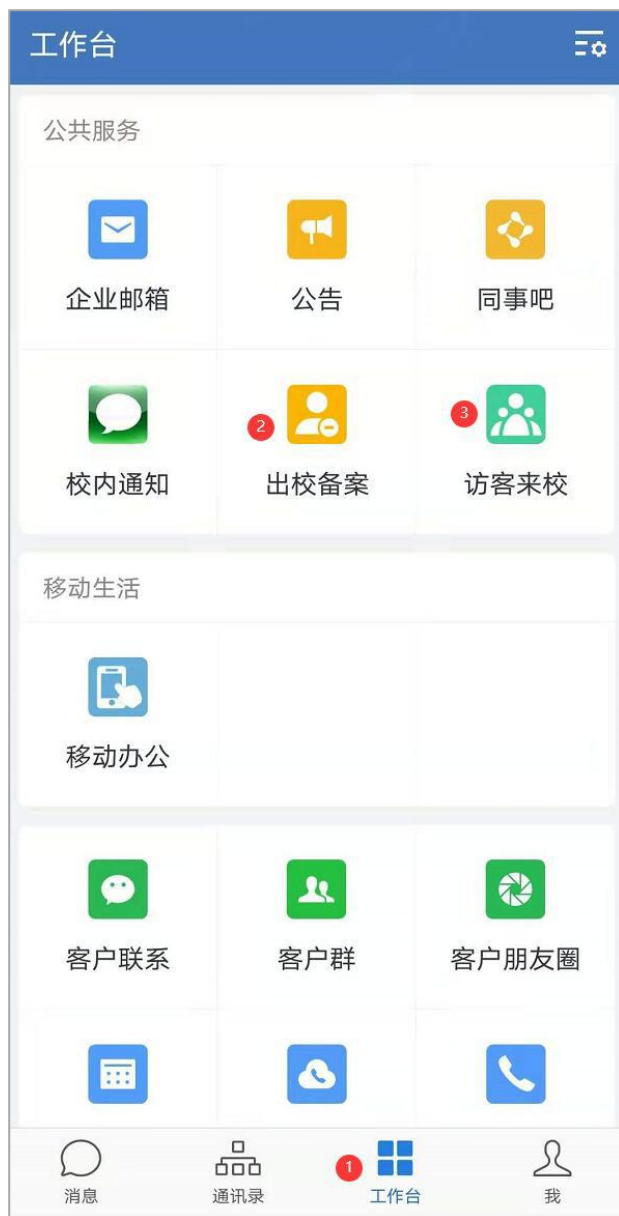 工作台
公共服务
企业邮箱
公告
同事吧
2
3
校内通知
出校备案
访客来校
移动生活
移动办公
客户联系
客户群
客户朋友圈
1
消息
通讯录
工作台
我